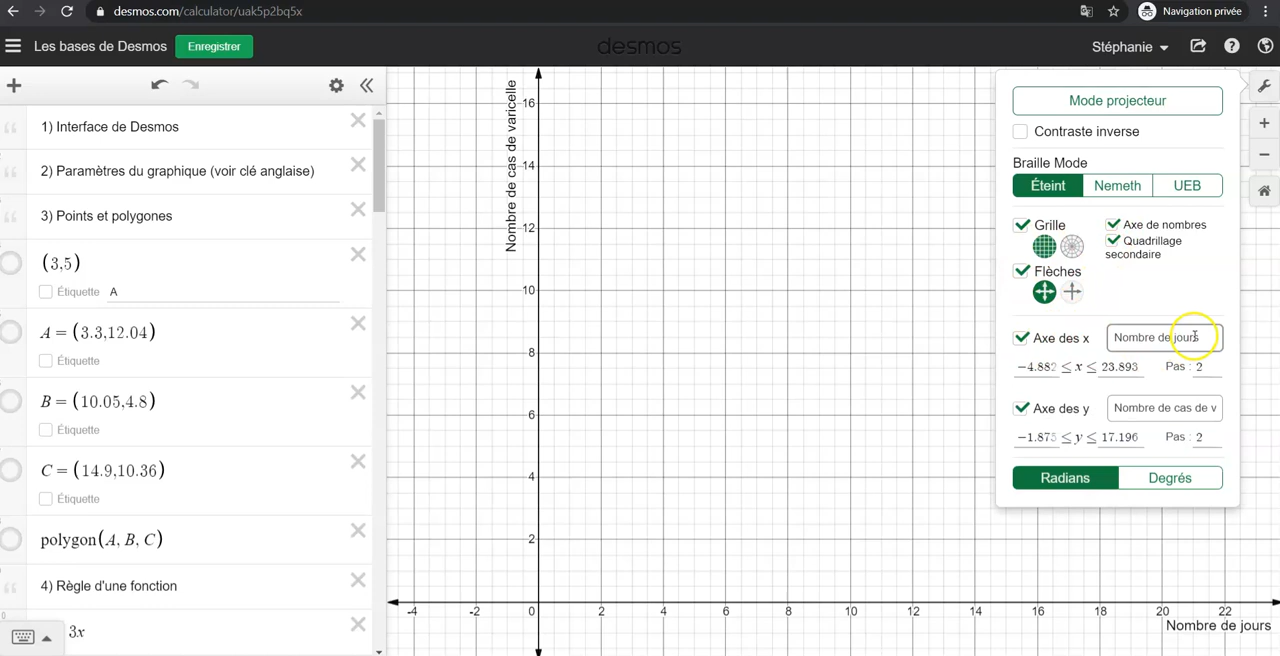 desmos.com/calculator/uak5p2bq5x
Navigation privée
Les bases de Desmos
Enregistrer
desmos
Stéphanie
1) Interface de Desmos
2) Paramètres du graphique (voir clé anglaise)
3) Points et polygones
(3,5)
Étiquette A
A = (3.3,12.04)
Étiquette
B = (10.05,4.8)
Étiquette
C = (14.9,10.36)
Étiquette
polygon(A, B, C)
4) Règle d'une fonction
3x
Nombre de cas de varicelle
16
14
12
10
8
6
4
2
-4 -2 0 2 4 6 8 10 12 14 16 18 20 22
Nombre de jours
Mode projecteur
Contraste inverse
Braille Mode
Éteint Nemeth UEB
Grille
Axe de nombres
Quadrillage
secondaire
Flèches
Axe des x Nombre de jours
−4.882 ≤ x ≤ 23.893 Pas : 2
Axe des y Nombre de cas de v
−1.875 ≤ y ≤ 17.196 Pas : 2
Radians Degrés